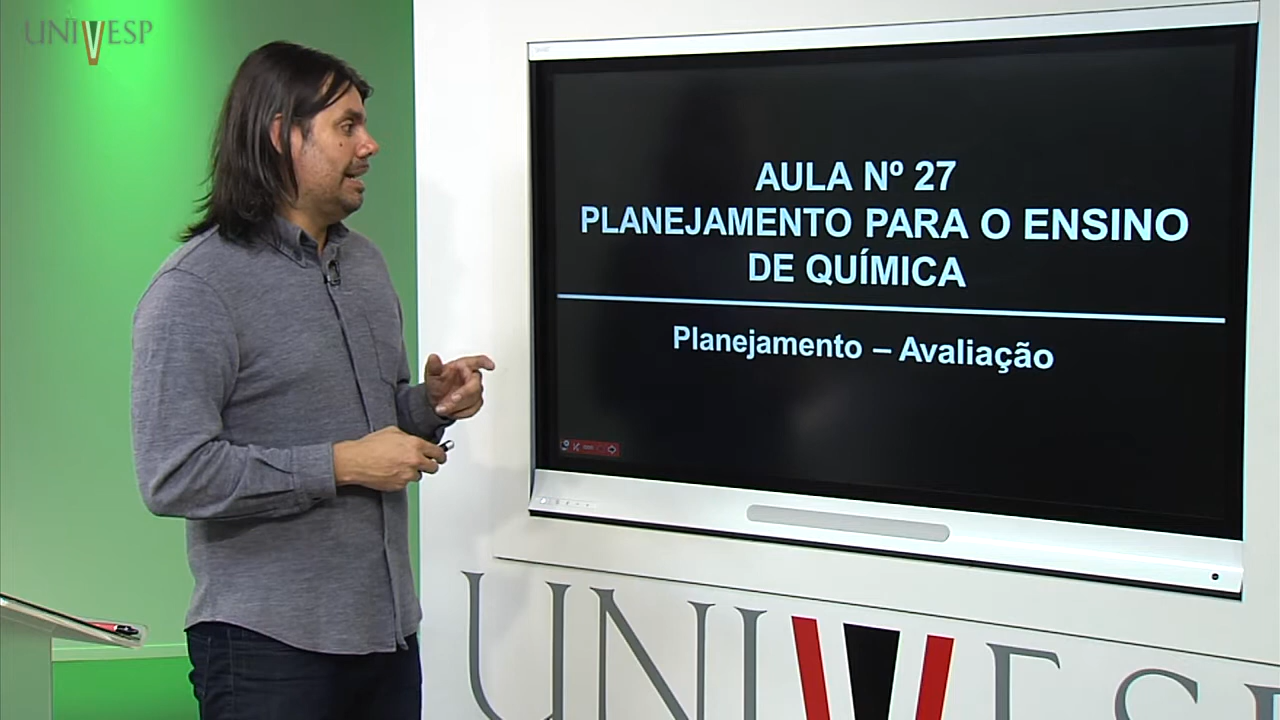 UNIVESP
AULA Nº 27
PLANEJAMENTO PARA O ENSINO
DE QUÍMICA
Planejamento – Avaliação
UNIVESP